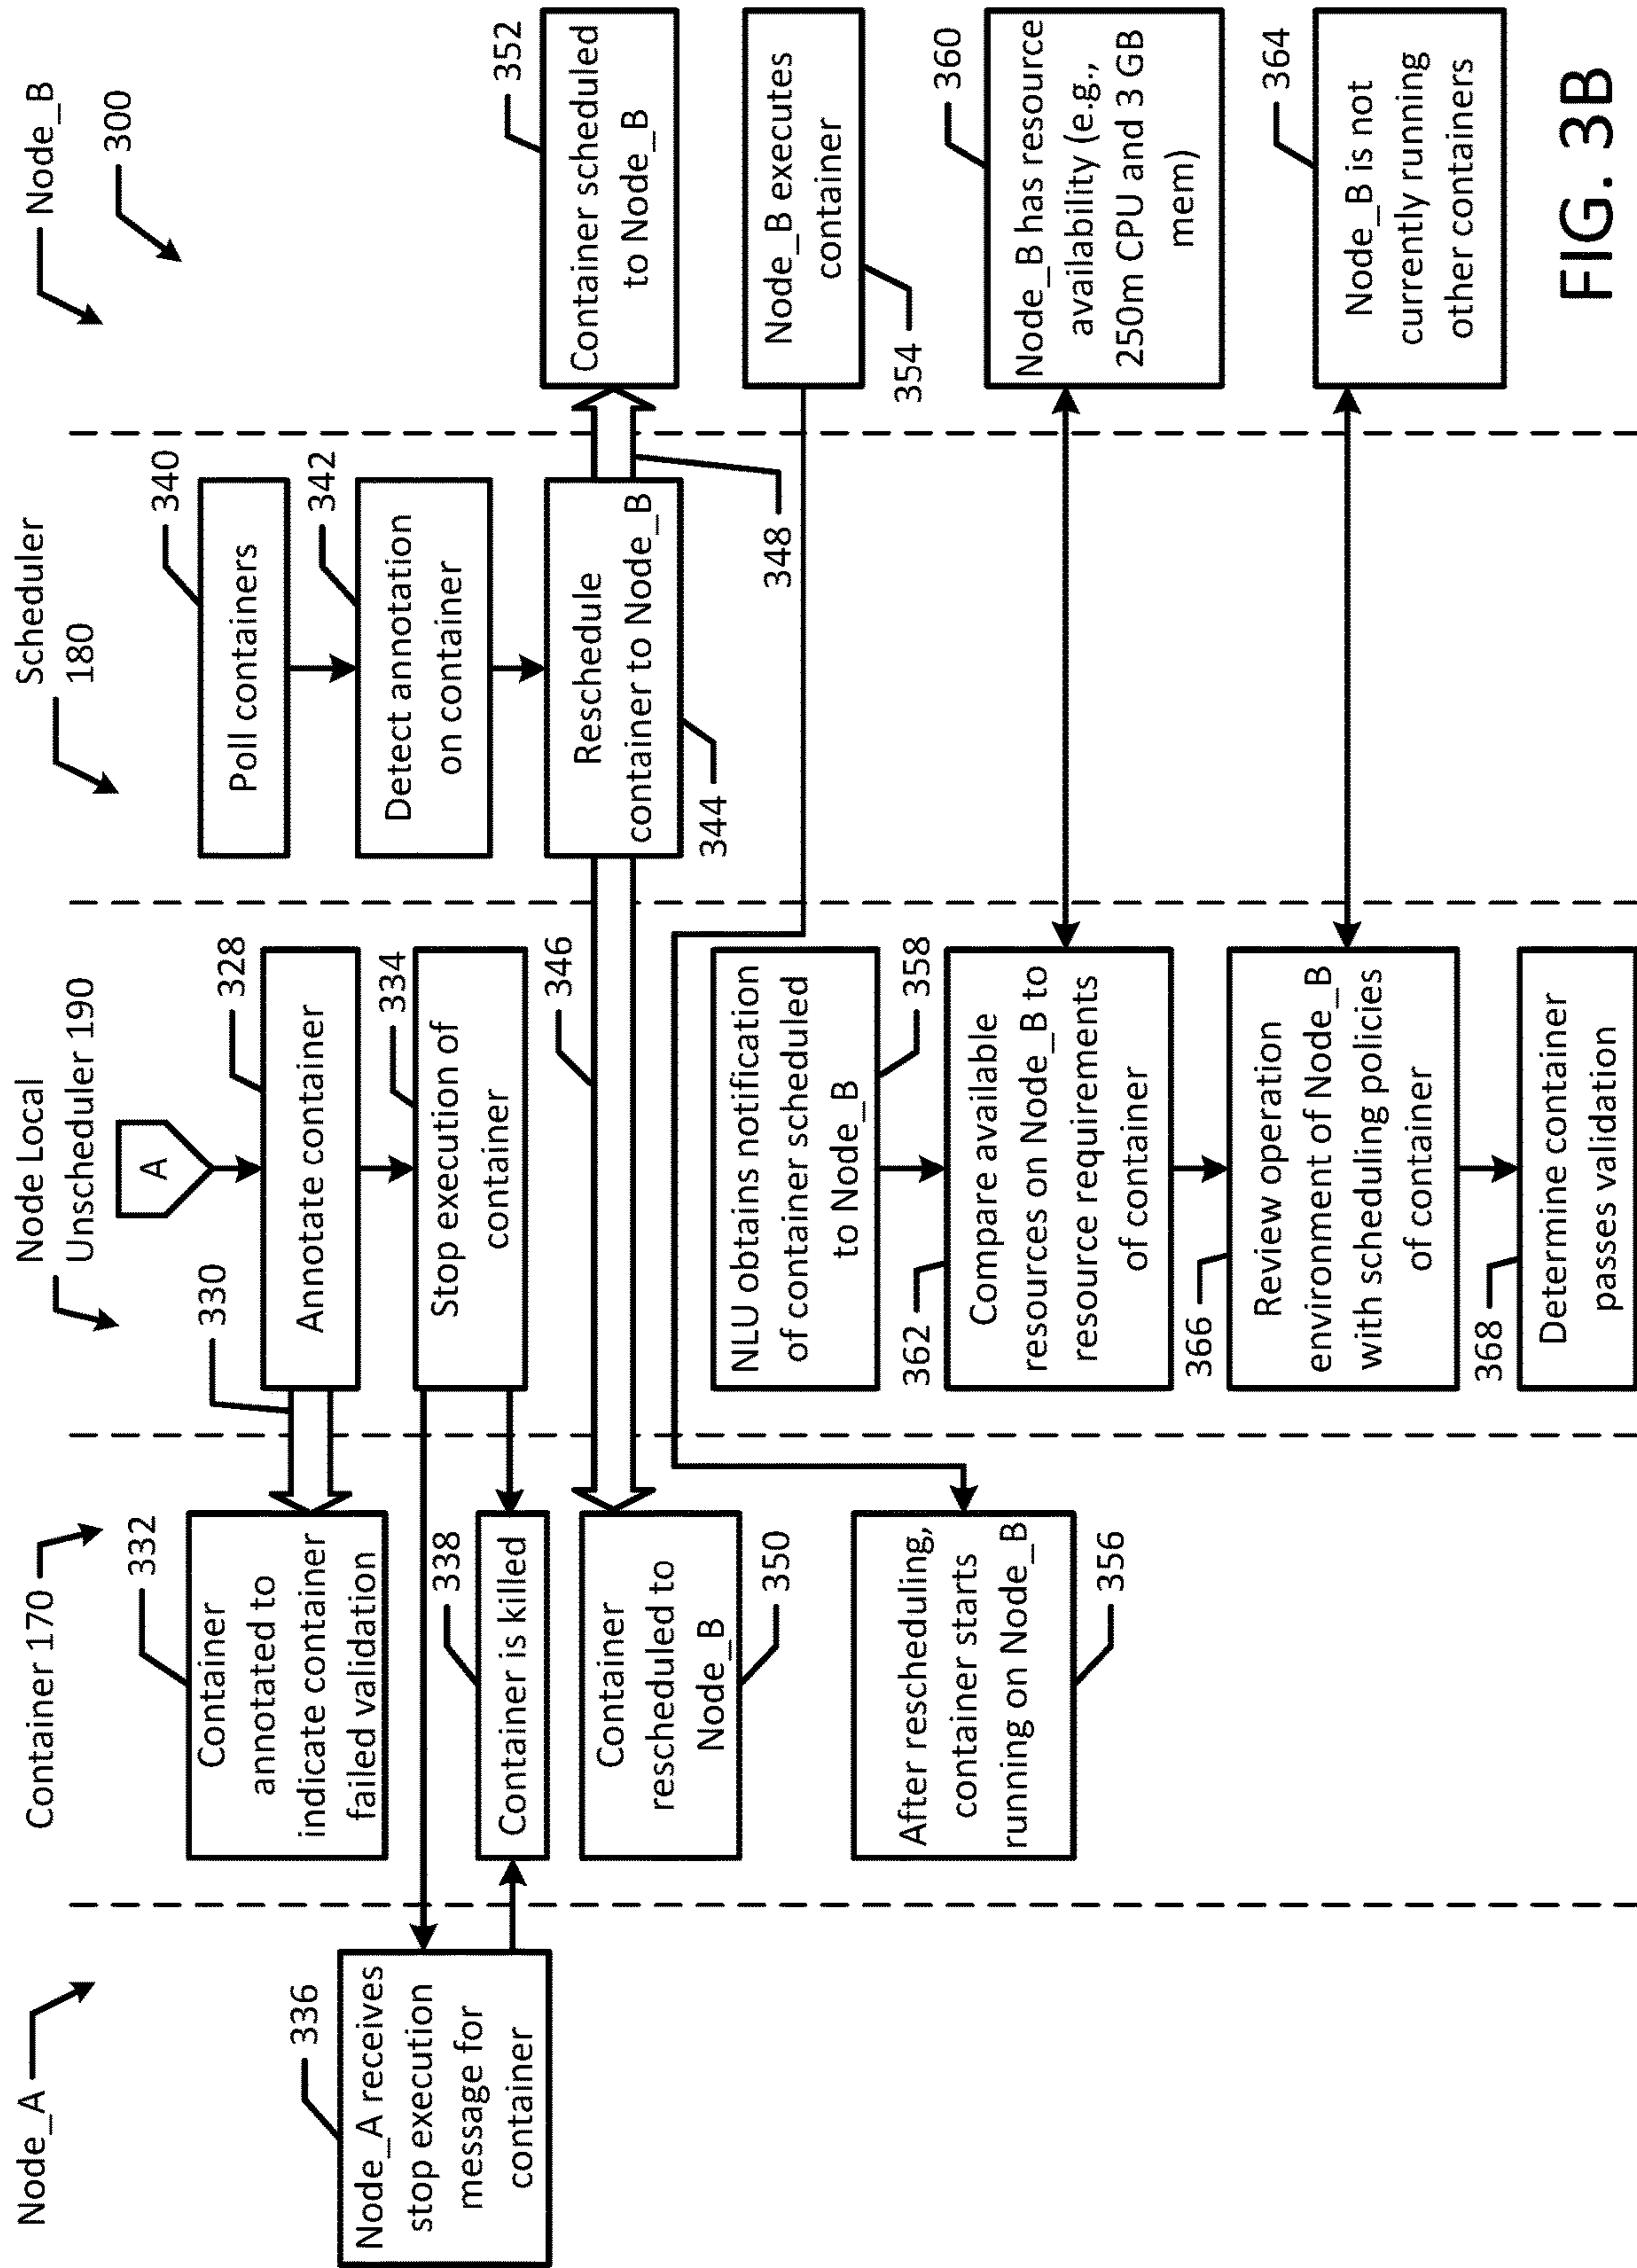 Node_A
Container 170
Node Local
Unscheduler 190
Scheduler
180
Node_B
300
336
Node_A receives
stop execution
message for
container
332
Container
annotated to
indicate container
failed validation
338
Container is killed
Container
rescheduled to
Node_B
350
After rescheduling,
container starts
running on Node_B
356
A
330
328
Annotate container
334
Stop execution of
container
346
NLU obtains notification
of container scheduled
to Node_B
358
362
Compare available
resources on Node_B to
resource requirements
of container
366
Review operation
environment of Node_B
with scheduling policies
of container
368
Determine container
passes validation
340
Poll containers
342
Detect annotation
on container
Reschedule
container to Node_B
344
348
352
Container scheduled
to Node_B
Node_B executes
container
354
360
Node_B has resource
availability (e.g.,
250m CPU and 3 GB
mem)
364
Node_B is not
currently running
other containers
FIG. 3B